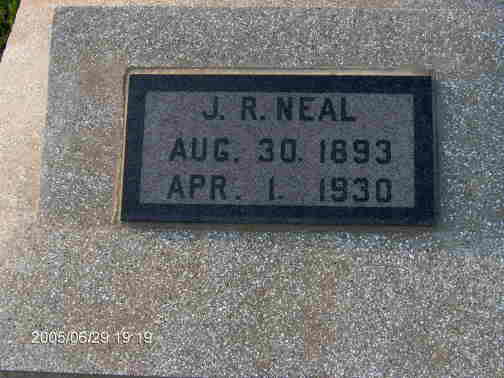 J. R. NEAL
AUG. 30. 1893
APR. 1. 1930
2005/06/29 19:19